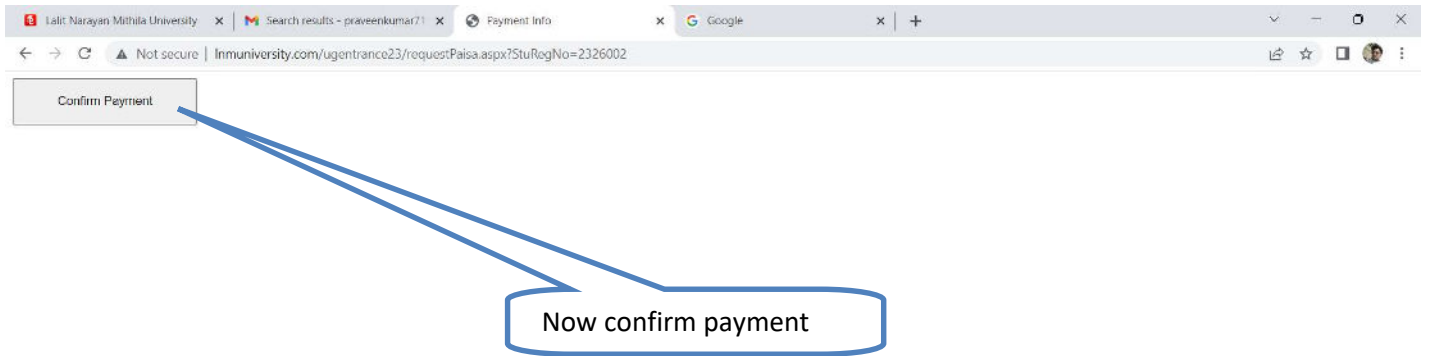 Lalit Narayan Mithila University
Search results - praveenkumar71
Payment Info
Google
Not secure | lnmuniversity.com/ugentrance23/requestPaisa.aspx?StuRegNo=2326002
Confirm Payment
Now confirm payment